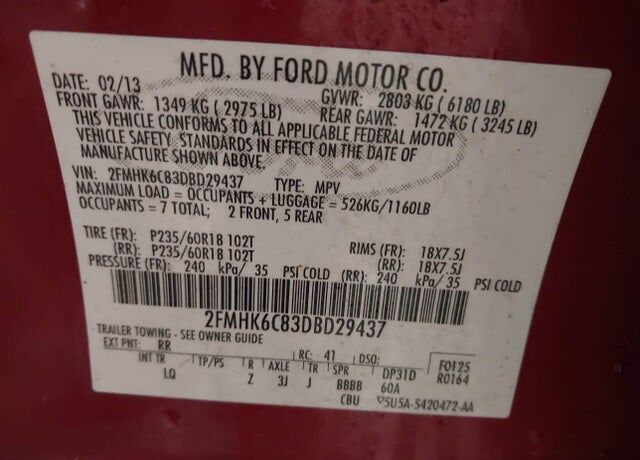 MFD. BY FORD MOTOR CO.
DATE: 02/13 GVWR: 2803 KG ( 6180 LB)
FRONT GAWR: 1349 KG ( 2975 LB) REAR GAWR: 1472 KG ( 3245 LB)
THIS VEHICLE CONFORMS TO ALL APPLICABLE FEDERAL MOTOR
VEHICLE SAFETY STANDARDS IN EFFECT ON THE DATE OF
MANUFACTURE SHOWN ABOVE.
VIN: 2FMHK6C83DBD29437 TYPE: MPV
MAXIMUM LOAD = OCCUPANTS + LUGGAGE = 526KG/1160LB
OCCUPANTS = 7 TOTAL; 2 FRONT, 5 REAR
TIRE (FR): P235/60R18 102T RIMS (FR): 18X7.5J
(RR): P235/60R18 102T (RR): 18X7.5J
PRESSURE (FR): 240 kPa/ 35 PSI COLD (RR): 240 kPa/ 35 PSI COLD
2FMHK6C83DBD29437
TRAILER TOWING - SEE OWNER GUIDE
EXT PNT: RR RC: 41 DSO: F0125
INT TR TP/PS R AXLE TR SPR DP31D R0164
LQ Z 3J J BBBB 60A
CBU 5U5A-5420472-AA